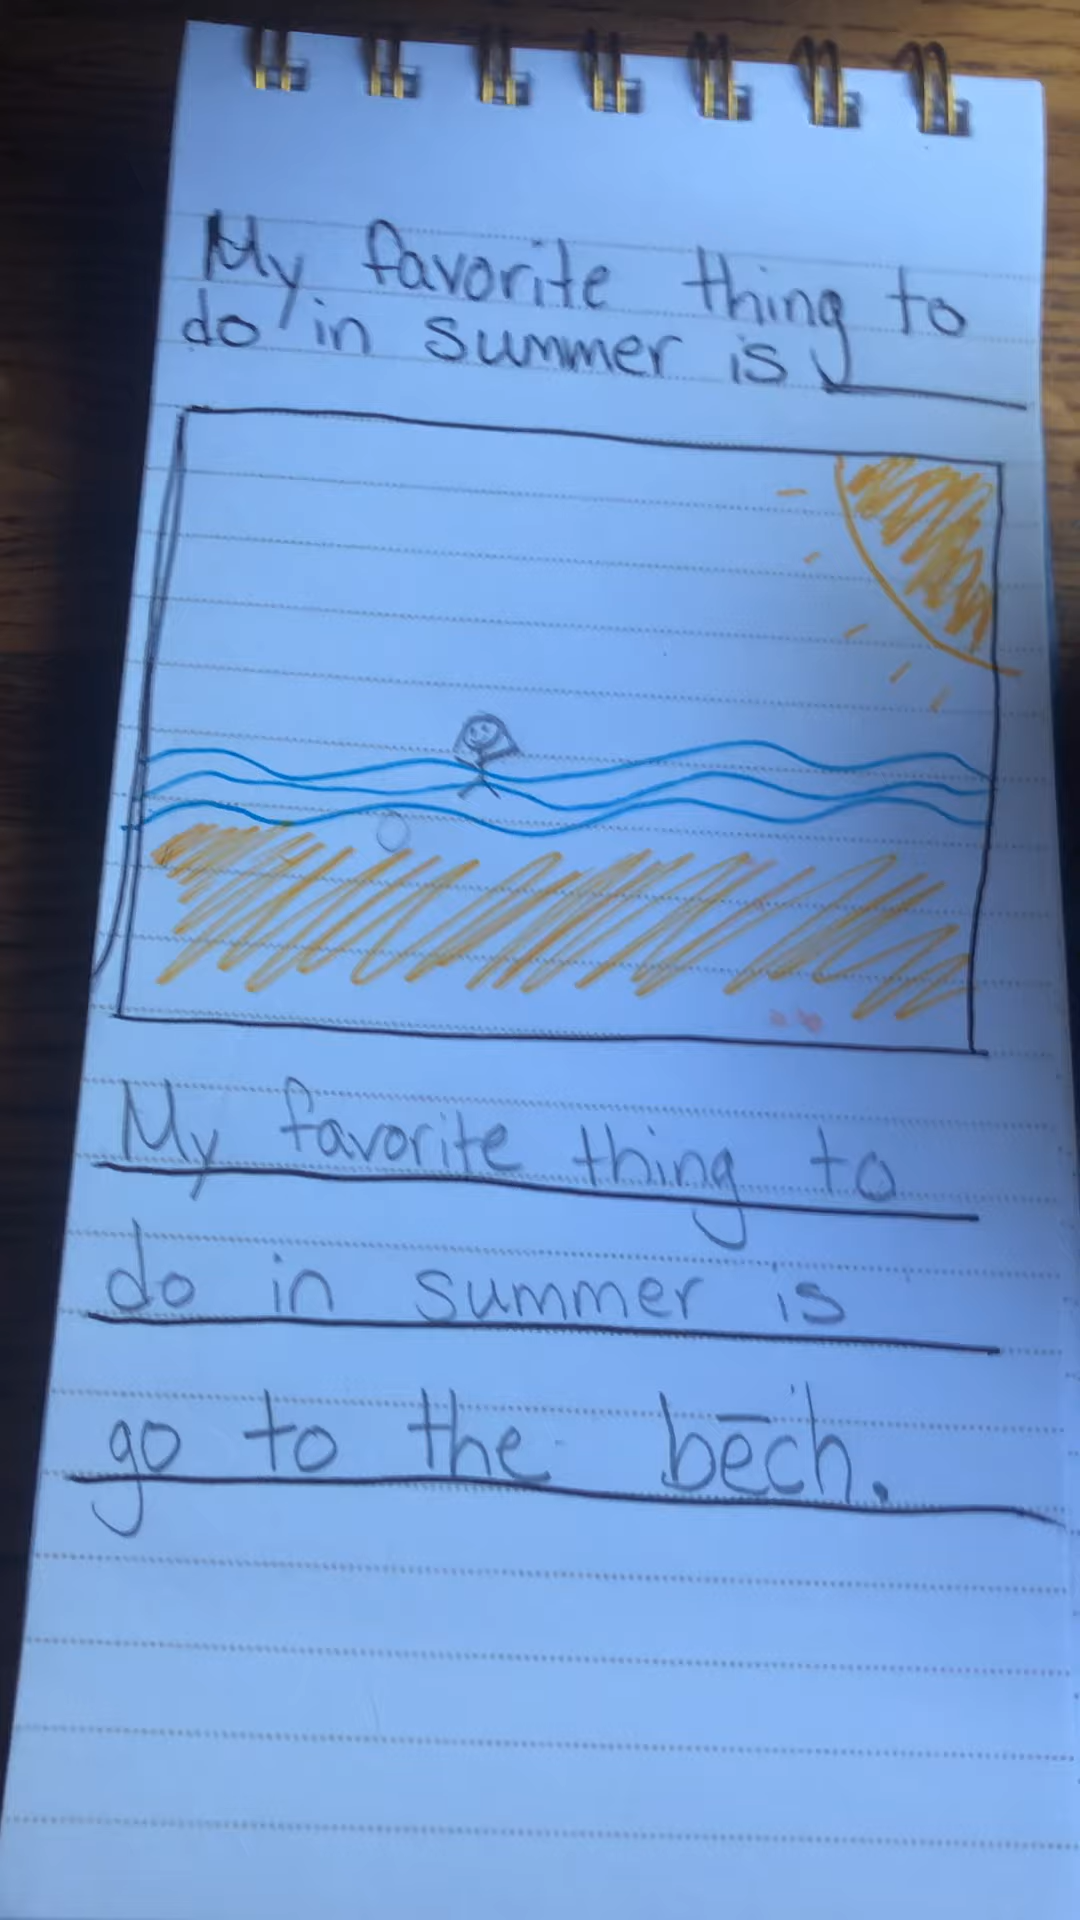 My favorite thing to
do in summer is ____
My favorite thing to
do in summer is
go to the bēch.